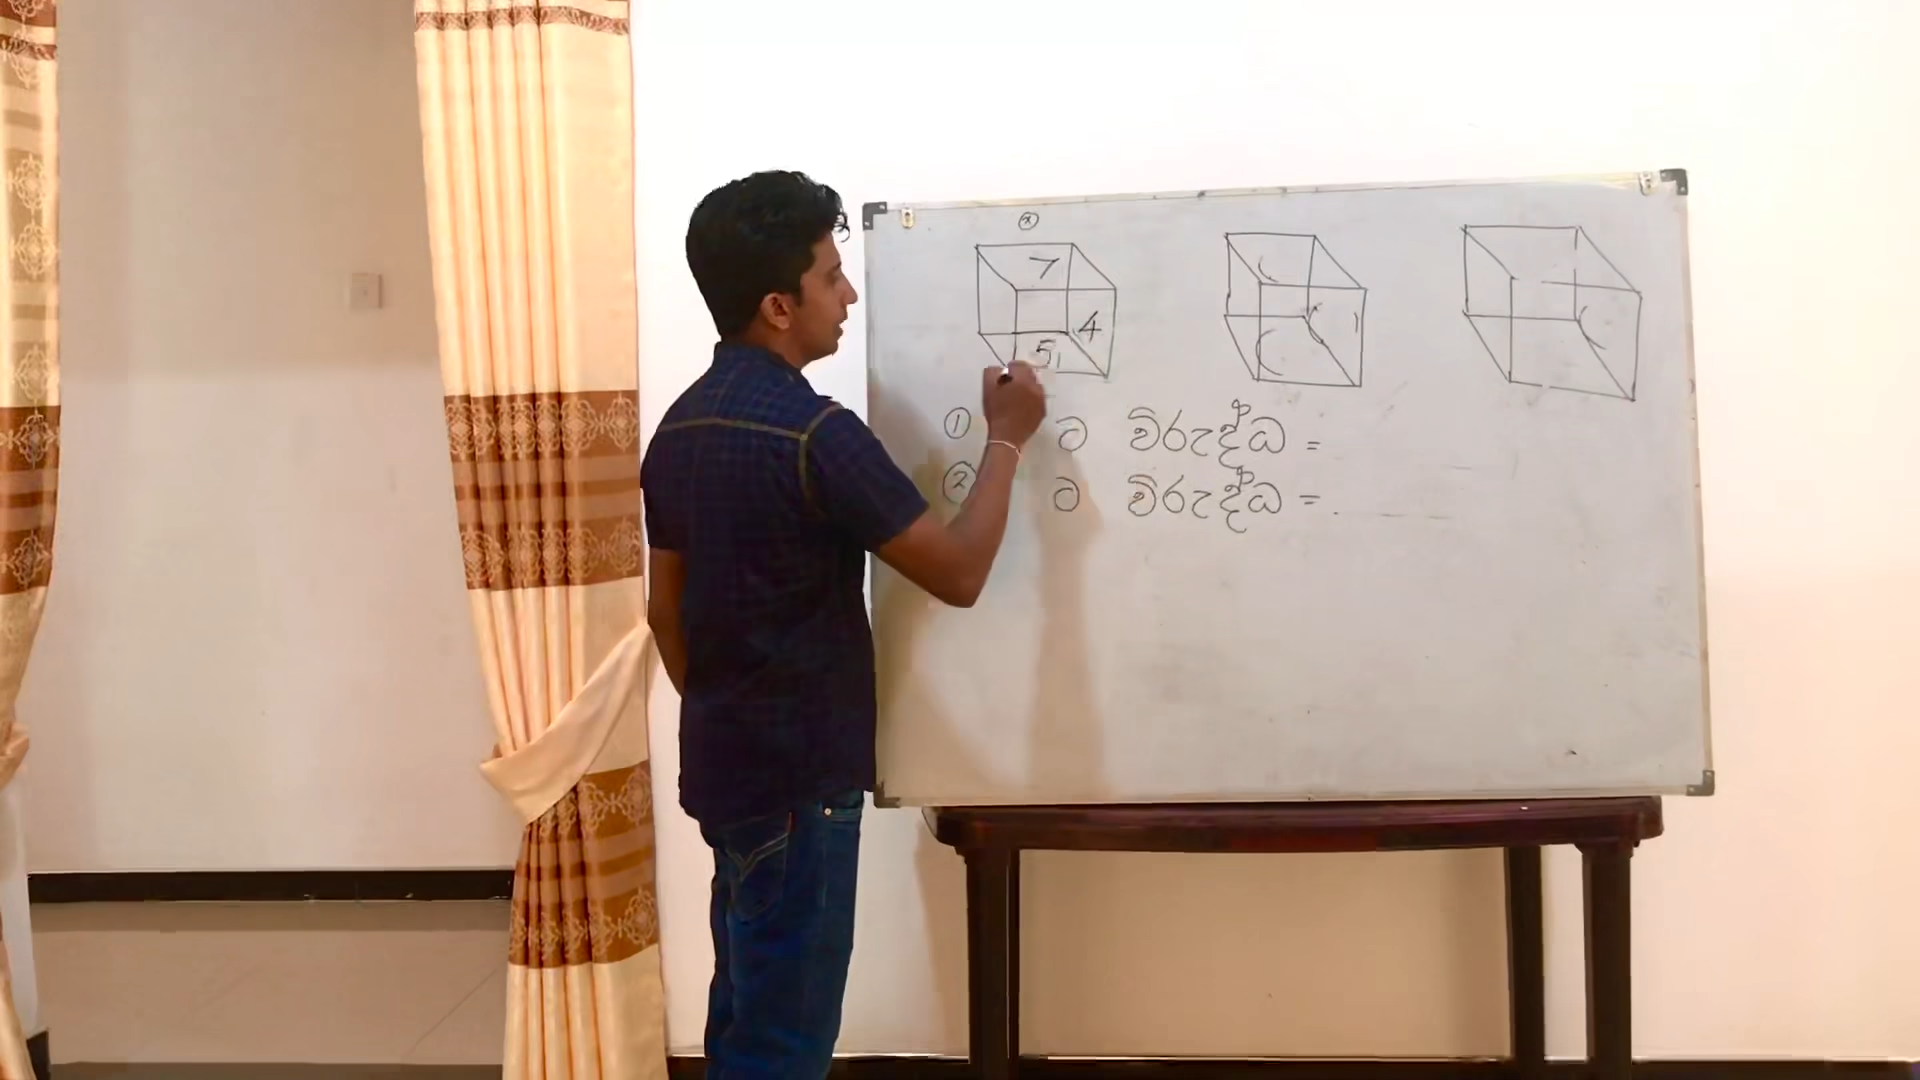 x
7
4
5
① ට විරුද්ධ =
② ට විරුද්ධ =